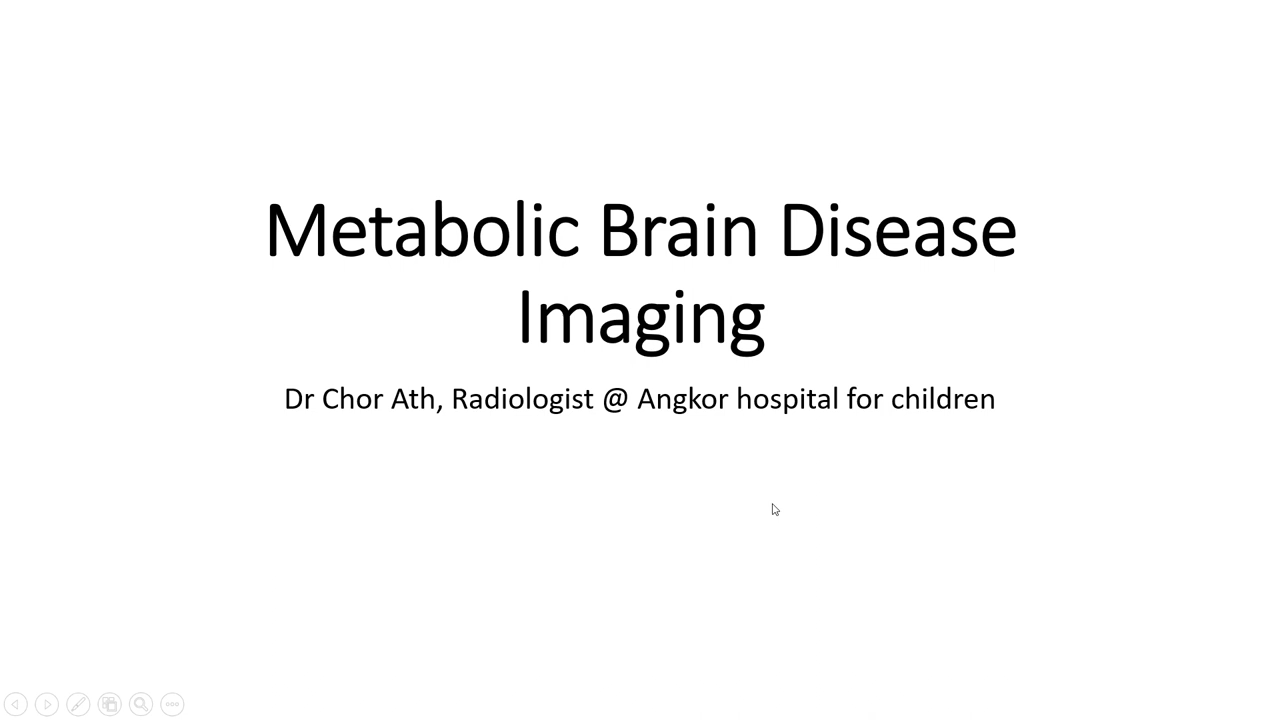 Metabolic Brain Disease
Imaging
Dr Chor Ath, Radiologist @ Angkor hospital for children